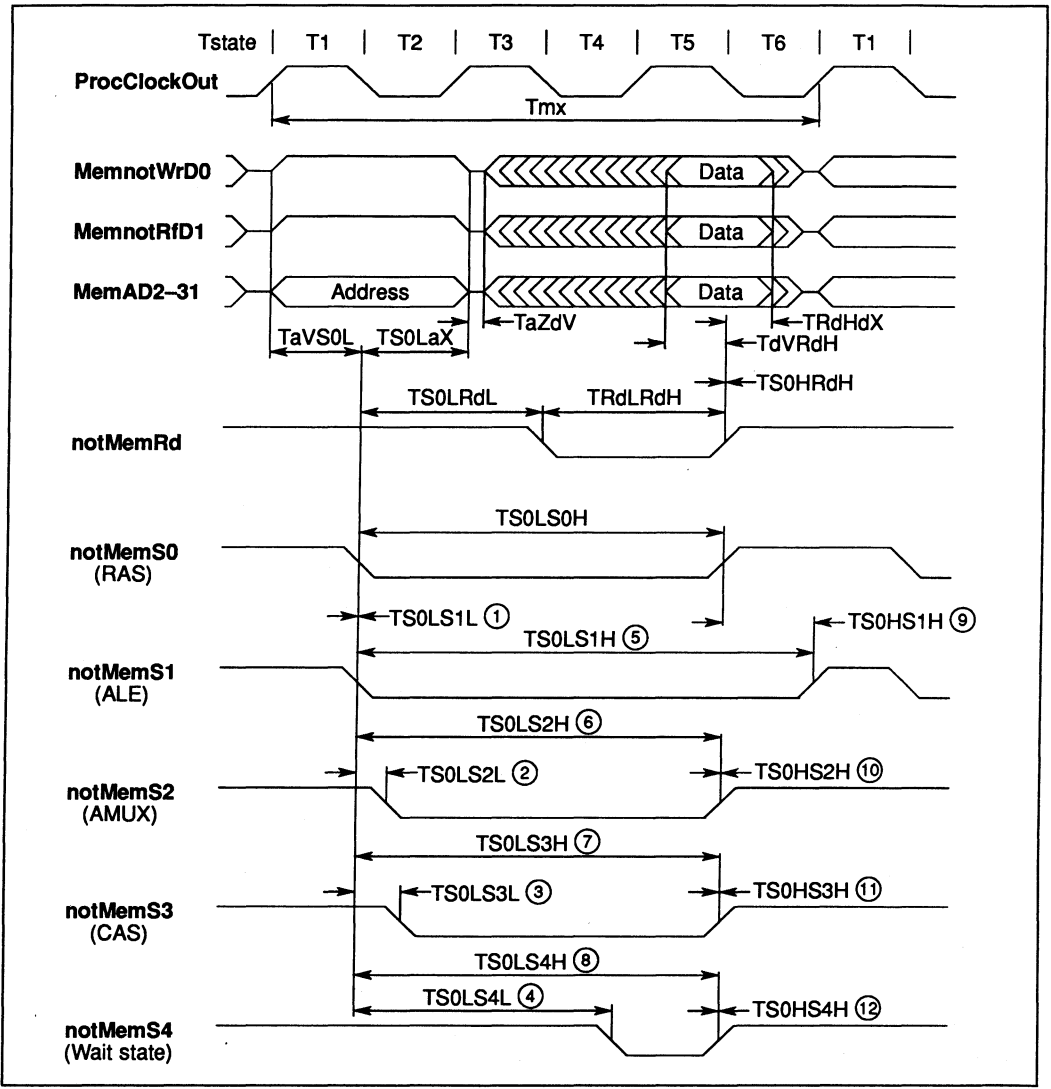 Tstate | T1 | T2 | T3 | T4 | T5 | T6 | T1 |
ProcClockOut
Tmx
MemnotWrD0 Data
MemnotRfD1 Data
MemAD2–31 Address Data
TaZdV TRdHdX
TaVS0L TS0LaX TdVRdH
TS0HRdH
TS0LRdL TRdLRdH
notMemRd
TS0LS0H
notMemS0
(RAS)
TS0LS1L ① TS0HS1H ⑨
TS0LS1H ⑤
notMemS1
(ALE)
TS0LS2H ⑥
TS0LS2L ② TS0HS2H ⑩
notMemS2
(AMUX)
TS0LS3H ⑦
TS0LS3L ③ TS0HS3H ⑪
notMemS3
(CAS)
TS0LS4H ⑧
TS0LS4L ④ TS0HS4H ⑫
notMemS4
(Wait state)